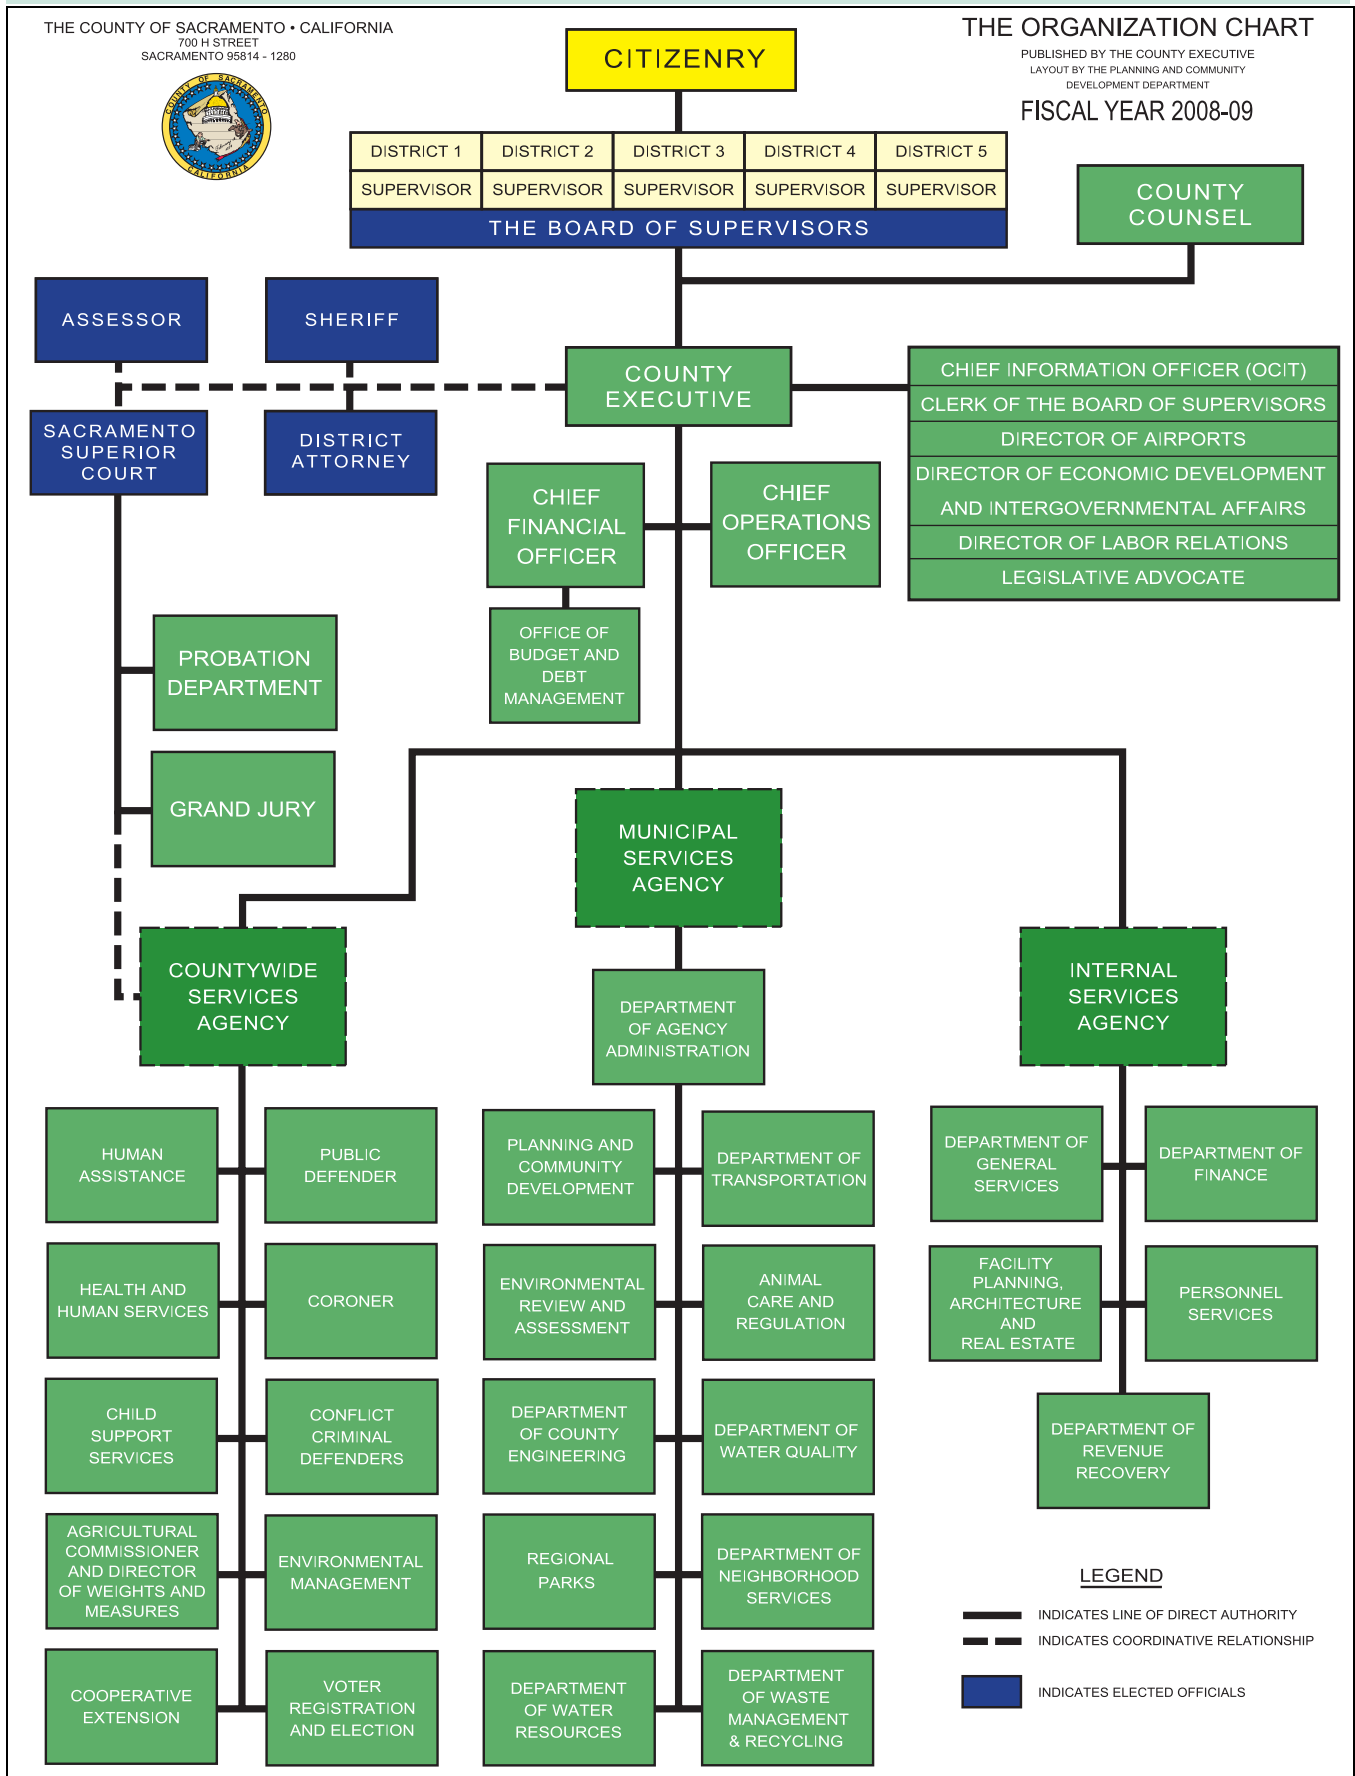 THE COUNTY OF SACRAMENTO • CALIFORNIA
700 H STREET
SACRAMENTO 95814 - 1280
COUNTY OF SACRAMENTO
CALIFORNIA
THE ORGANIZATION CHART
PUBLISHED BY THE COUNTY EXECUTIVE
LAYOUT BY THE PLANNING AND COMMUNITY
DEVELOPMENT DEPARTMENT
FISCAL YEAR 2008-09
CITIZENRY
DISTRICT 1
DISTRICT 2
DISTRICT 3
DISTRICT 4
DISTRICT 5
SUPERVISOR
SUPERVISOR
SUPERVISOR
SUPERVISOR
SUPERVISOR
THE BOARD OF SUPERVISORS
COUNTY
COUNSEL
ASSESSOR
SHERIFF
COUNTY
EXECUTIVE
CHIEF INFORMATION OFFICER (OCIT)
CLERK OF THE BOARD OF SUPERVISORS
DIRECTOR OF AIRPORTS
DIRECTOR OF ECONOMIC DEVELOPMENT
AND INTERGOVERNMENTAL AFFAIRS
DIRECTOR OF LABOR RELATIONS
LEGISLATIVE ADVOCATE
SACRAMENTO
SUPERIOR
COURT
DISTRICT
ATTORNEY
CHIEF
FINANCIAL
OFFICER
CHIEF
OPERATIONS
OFFICER
OFFICE OF
BUDGET AND
DEBT
MANAGEMENT
PROBATION
DEPARTMENT
GRAND JURY
MUNICIPAL
SERVICES
AGENCY
COUNTYWIDE
SERVICES
AGENCY
DEPARTMENT
OF AGENCY
ADMINISTRATION
INTERNAL
SERVICES
AGENCY
HUMAN
ASSISTANCE
PUBLIC
DEFENDER
HEALTH AND
HUMAN SERVICES
CORONER
CHILD
SUPPORT
SERVICES
CONFLICT
CRIMINAL
DEFENDERS
AGRICULTURAL
COMMISSIONER
AND DIRECTOR
OF WEIGHTS AND
MEASURES
ENVIRONMENTAL
MANAGEMENT
COOPERATIVE
EXTENSION
VOTER
REGISTRATION
AND ELECTION
PLANNING AND
COMMUNITY
DEVELOPMENT
DEPARTMENT OF
TRANSPORTATION
ENVIRONMENTAL
REVIEW AND
ASSESSMENT
ANIMAL
CARE AND
REGULATION
DEPARTMENT
OF COUNTY
ENGINEERING
DEPARTMENT OF
WATER QUALITY
REGIONAL
PARKS
DEPARTMENT OF
NEIGHBORHOOD
SERVICES
DEPARTMENT
OF WATER
RESOURCES
DEPARTMENT
OF WASTE
MANAGEMENT
& RECYCLING
DEPARTMENT OF
GENERAL
SERVICES
DEPARTMENT OF
FINANCE
FACILITY
PLANNING,
ARCHITECTURE
AND
REAL ESTATE
PERSONNEL
SERVICES
DEPARTMENT OF
REVENUE
RECOVERY
LEGEND
INDICATES LINE OF DIRECT AUTHORITY
INDICATES COORDINATIVE RELATIONSHIP
INDICATES ELECTED OFFICIALS